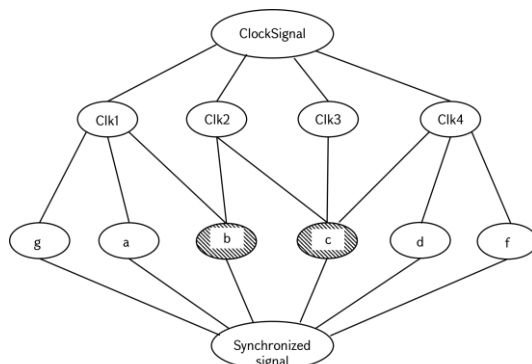 ClockSignal
Clk1 Clk2 Clk3 Clk4
g a b c d f
Synchronized
signal